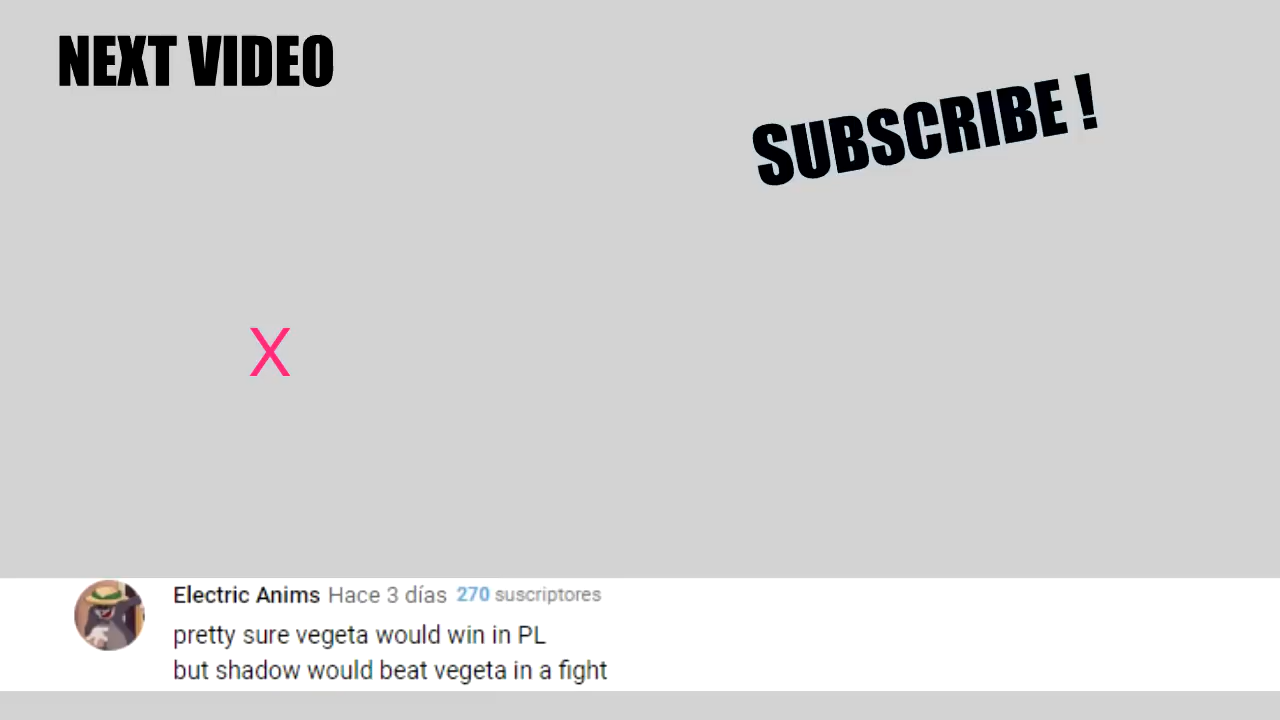 NEXT VIDEO
SUBSCRIBE !
X
Electric Anims Hace 3 días 270 suscriptores
pretty sure vegeta would win in PL
but shadow would beat vegeta in a fight